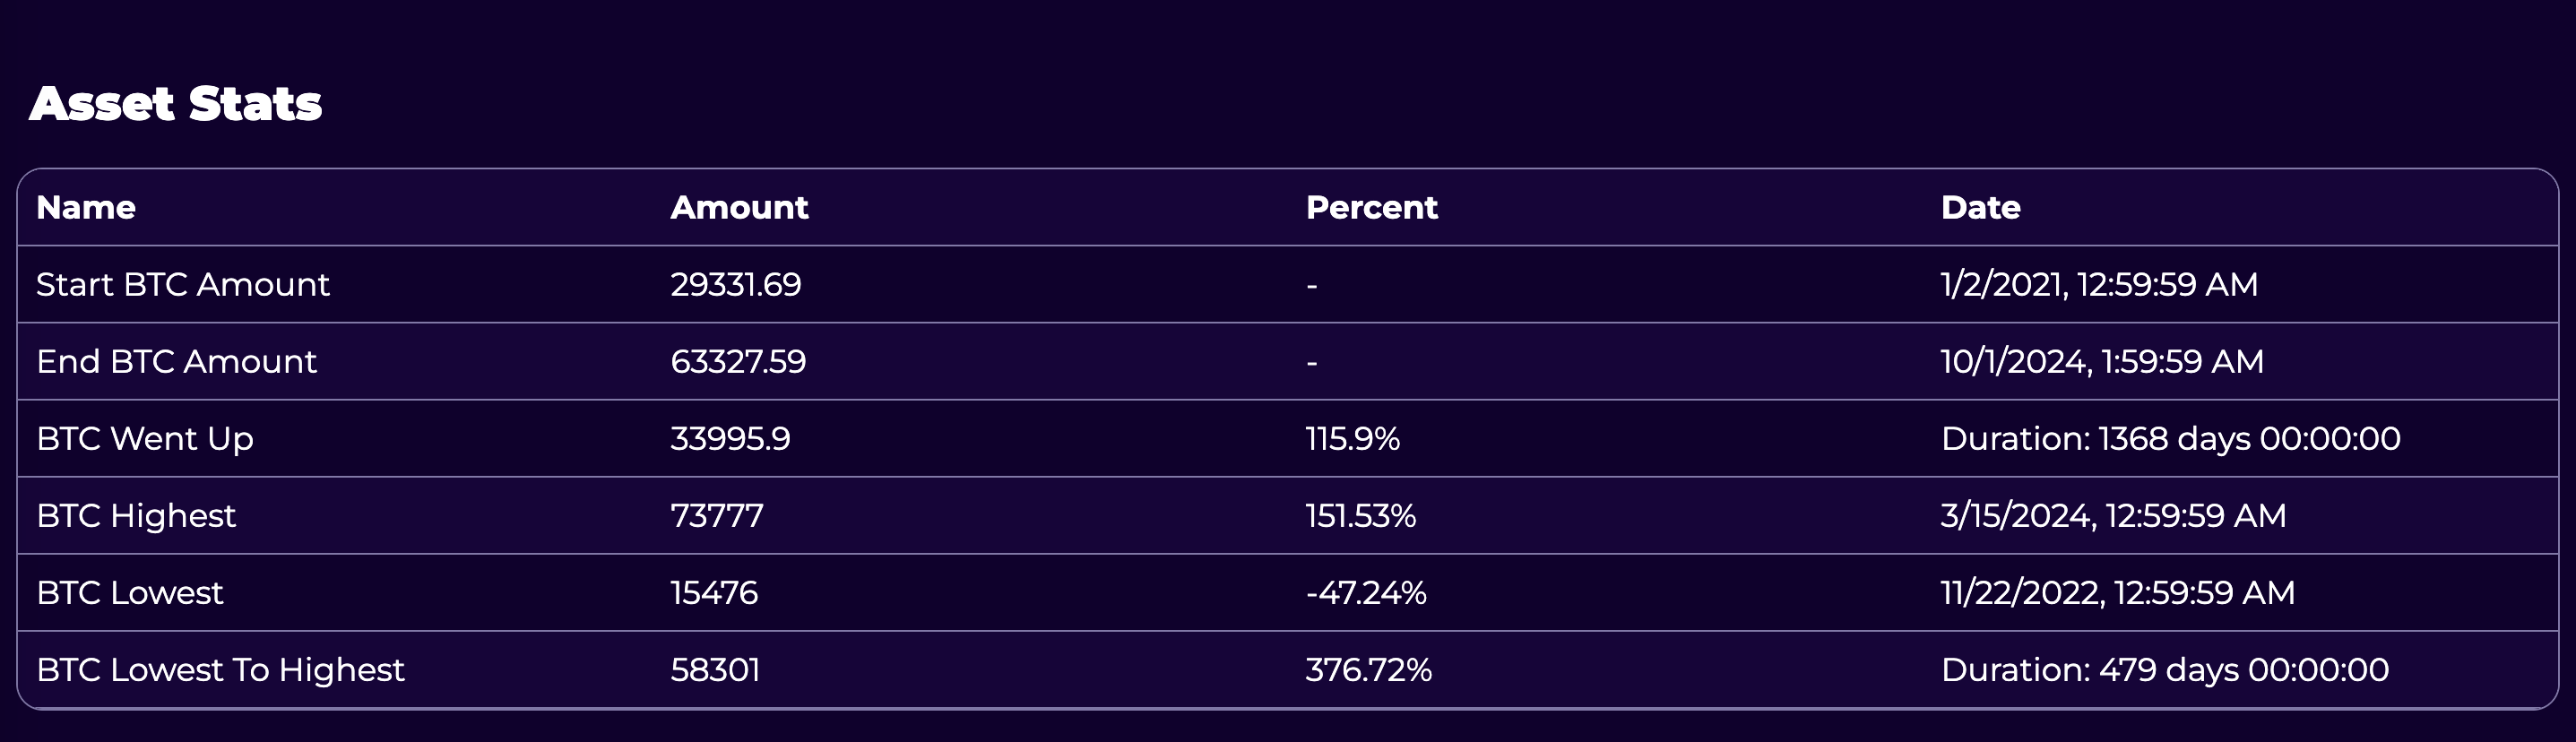 Asset Stats
Name Amount Percent Date
Start BTC Amount 29331.69 - 1/2/2021, 12:59:59 AM
End BTC Amount 63327.59 - 10/1/2024, 1:59:59 AM
BTC Went Up 33995.9 115.9% Duration: 1368 days 00:00:00
BTC Highest 73777 151.53% 3/15/2024, 12:59:59 AM
BTC Lowest 15476 -47.24% 11/22/2022, 12:59:59 AM
BTC Lowest To Highest 58301 376.72% Duration: 479 days 00:00:00